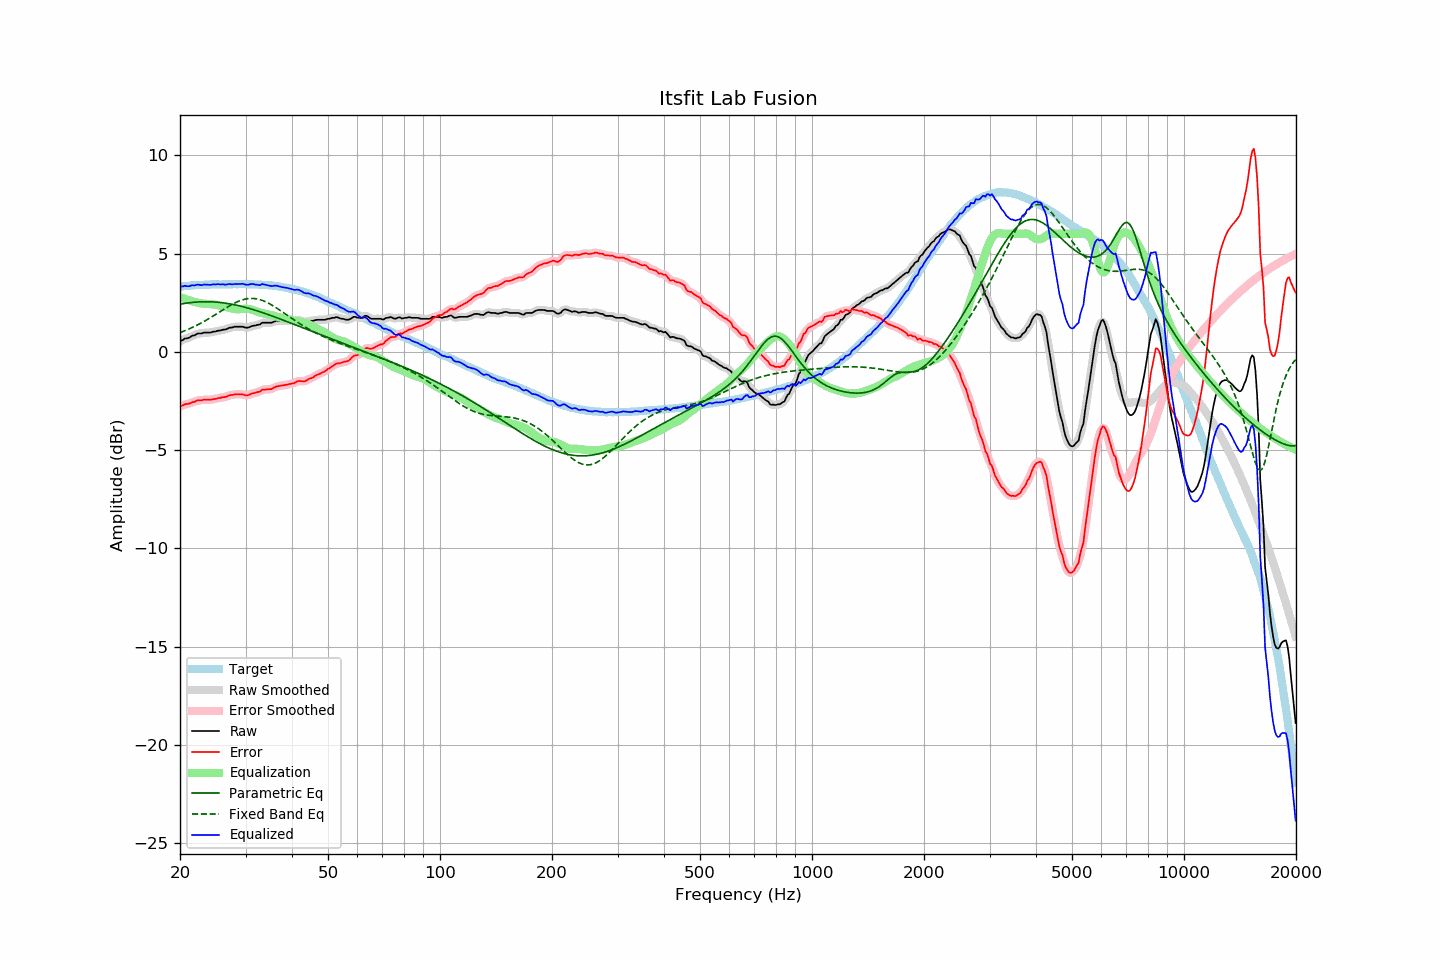 Itsfit Lab Fusion
Amplitude (dBr)
10
5
0
−5
−10
−15
−20
−25
Target
Raw Smoothed
Error Smoothed
Raw
Error
Equalization
Parametric Eq
Fixed Band Eq
Equalized
20 50 100 200 500 1000 2000 5000 10000 20000
Frequency (Hz)